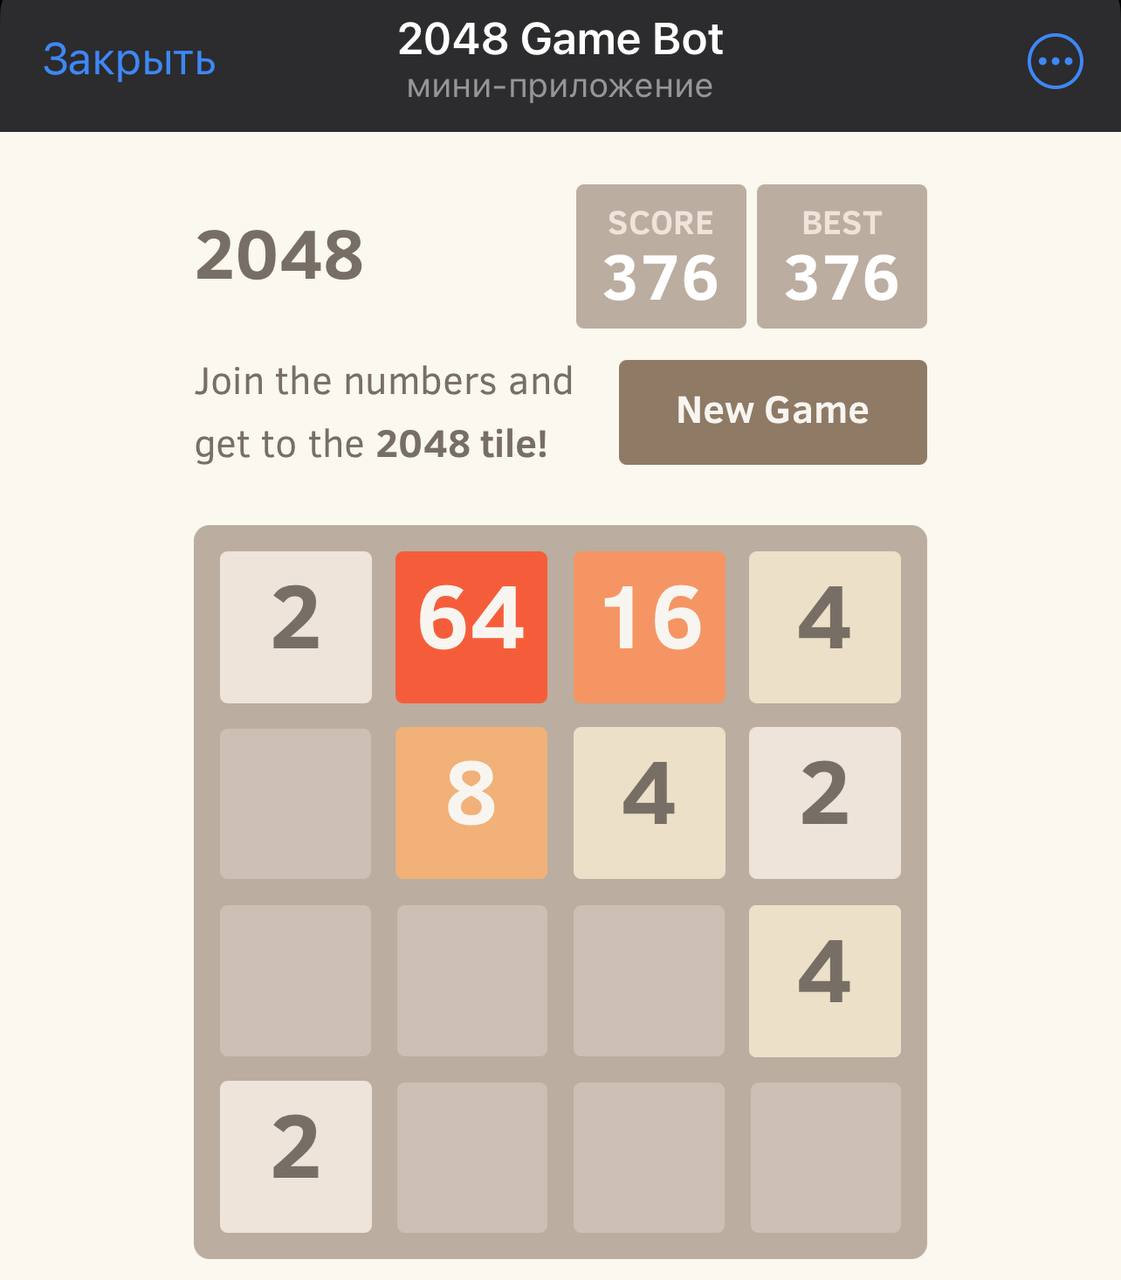 Закрыть
2048 Game Bot
мини-приложение
2048
SCORE
376
BEST
376
Join the numbers and
get to the 2048 tile!
New Game
2 64 16 4
8 4 2
4
2